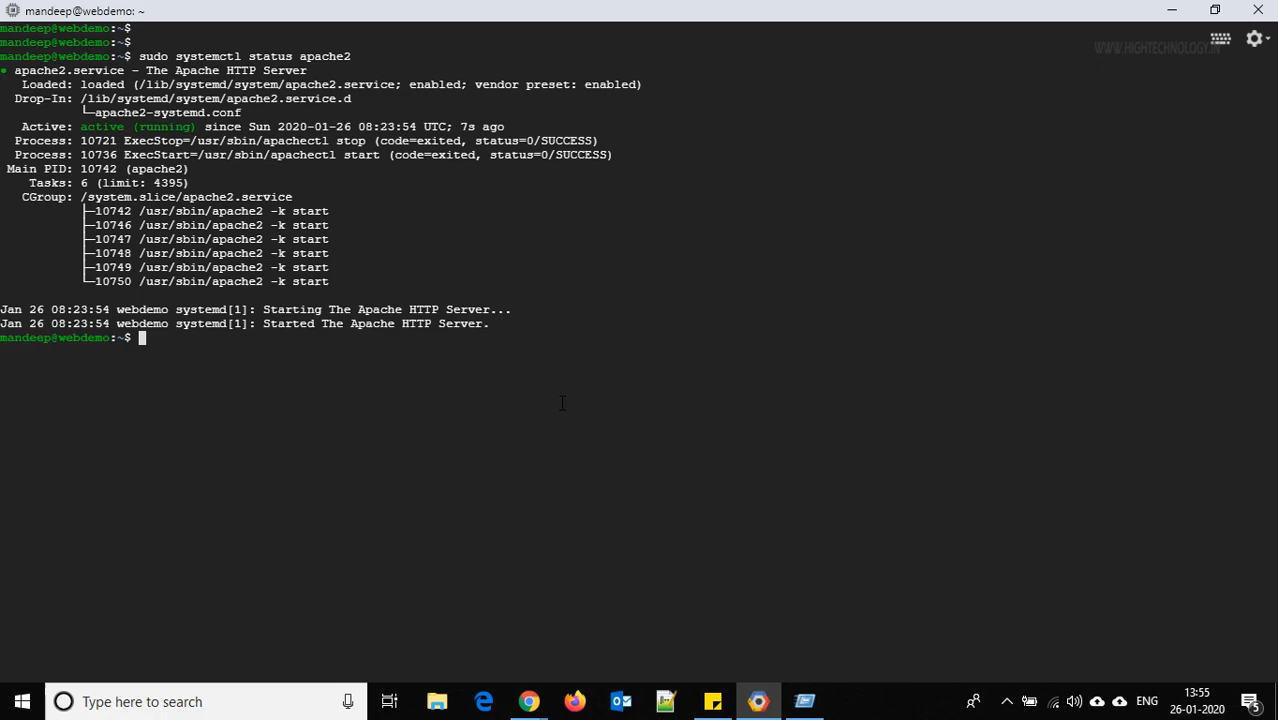 mandeep@webdemo: ~
mandeep@webdemo:~$
mandeep@webdemo:~$
mandeep@webdemo:~$ sudo systemctl status apache2
● apache2.service - The Apache HTTP Server
Loaded: loaded (/lib/systemd/system/apache2.service; enabled; vendor preset: enabled)
Drop-In: /lib/systemd/system/apache2.service.d
└─apache2-systemd.conf
Active: active (running) since Sun 2020-01-26 08:23:54 UTC; 7s ago
Process: 10721 ExecStop=/usr/sbin/apachectl stop (code=exited, status=0/SUCCESS)
Process: 10736 ExecStart=/usr/sbin/apachectl start (code=exited, status=0/SUCCESS)
Main PID: 10742 (apache2)
Tasks: 6 (limit: 4395)
CGroup: /system.slice/apache2.service
├─10742 /usr/sbin/apache2 -k start
├─10746 /usr/sbin/apache2 -k start
├─10747 /usr/sbin/apache2 -k start
├─10748 /usr/sbin/apache2 -k start
├─10749 /usr/sbin/apache2 -k start
└─10750 /usr/sbin/apache2 -k start
Jan 26 08:23:54 webdemo systemd[1]: Starting The Apache HTTP Server...
Jan 26 08:23:54 webdemo systemd[1]: Started The Apache HTTP Server.
mandeep@webdemo:~$
WWW.HIGHTECHNOLOGY.IN
Type here to search
ENG
13:55
26-01-2020
5